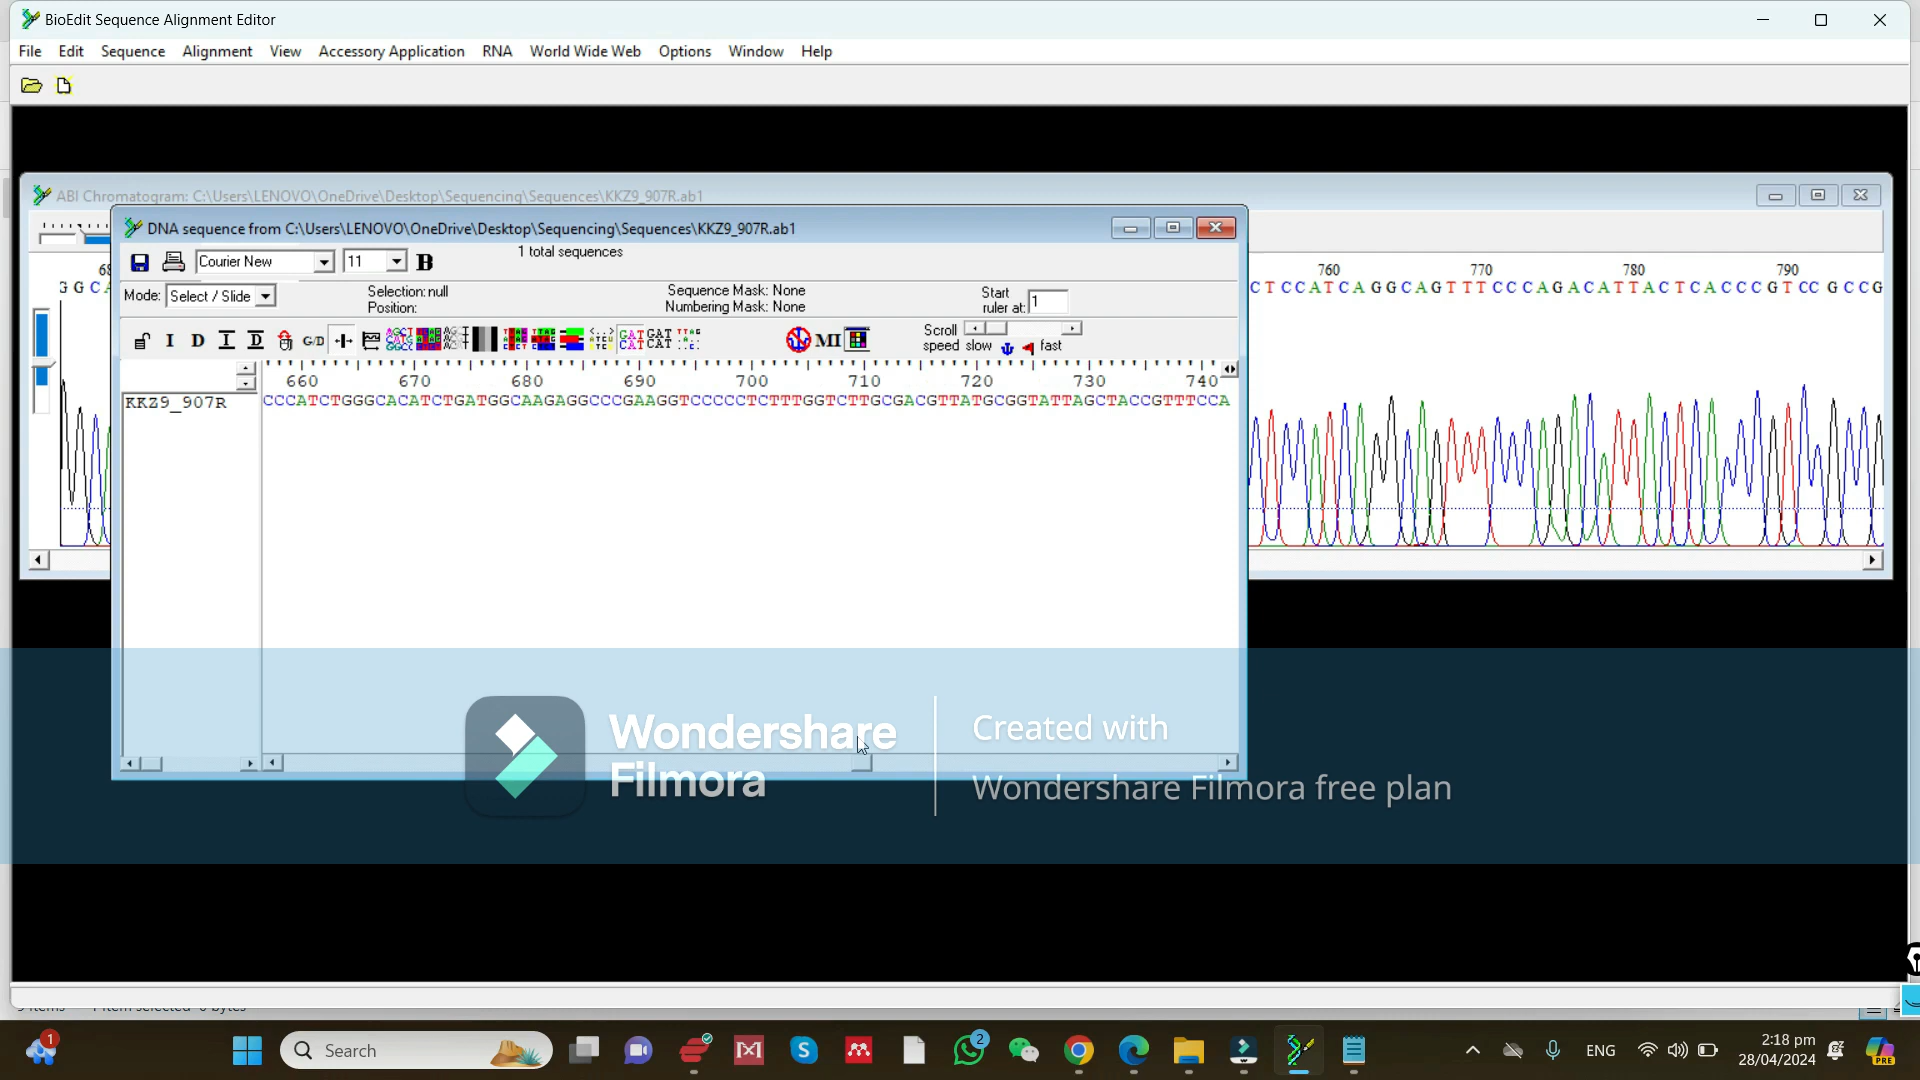 BioEdit Sequence Alignment Editor
File Edit Sequence Alignment View Accessory Application RNA World Wide Web Options Window Help
ABI Chromatogram: C:\Users\LENOVO\OneDrive\Desktop\Sequencing\Sequences\KKZ9_907R.ab1
DNA sequence from C:\Users\LENOVO\OneDrive\Desktop\Sequencing\Sequences\KKZ9_907R.ab1
Courier New 11 B 1 total sequences
Mode: Select / Slide
Selection: null
Position:
Sequence Mask: None
Numbering Mask: None
Start
ruler at: 1
I D I D G/D MI
Scroll
speed slow fast
660 670 680 690 700 710 720 730 740
KKZ9_907R CCCATCTGGGCACATCTGATGGCAAGAGGCCCGAAGGTCCCCCTCTTTGGTCTTGCGACGTTATGCGGTATTAGCTACCGTTTCCA
760 770 780 790
CTCCATCAGGCAGTTTCCCAGACATTACTCACCCGTCCGCCG
Wondershare
Filmora
Created with
Wondershare Filmora free plan
1
Search
2
ENG
2:18 pm
28/04/2024
PRE